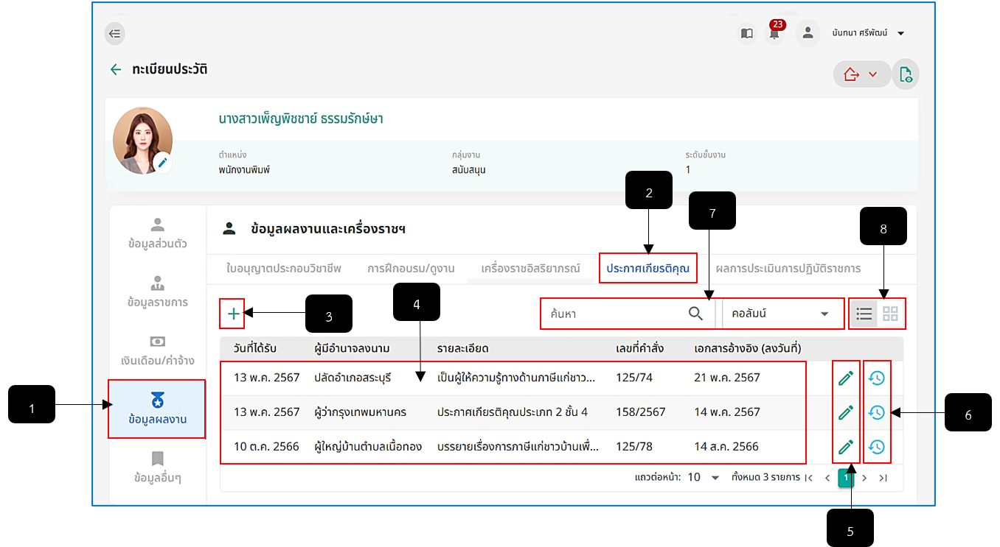 23
นันทนา ศรีพัฒน์
ทะเบียนประวัติ
นางสาวเพ็ญพิชชาย์ ธรรมรักษ์ษา
ตำแหน่ง กลุ่มงาน ระดับชั้นงาน
พนักงานพิมพ์ สนับสนุน 1
2
7
8
ข้อมูลส่วนตัว
ข้อมูลราชการ
เงินเดือน/ค่าจ้าง
1
ข้อมูลผลงาน
ข้อมูลอื่นๆ
ข้อมูลผลงานและเครื่องราชฯ
ใบอนุญาตประกอบวิชาชีพ การฝึกอบรม/ดูงาน เครื่องราชอิสริยาภรณ์ ประกาศเกียรติคุณ ผลการประเมินการปฏิบัติราชการ
3
4
ค้นหา คอลัมน์
วันที่ได้รับ ผู้มีอำนาจลงนาม รายละเอียด เลขที่คำสั่ง เอกสารอ้างอิง (ลงวันที่)
13 พ.ค. 2567 ปลัดอำเภอสระบุรี เป็นผู้ให้ความรู้ทางด้านภาษีแก่ชาว... 125/74 21 พ.ค. 2567
13 พ.ค. 2567 ผู้ว่ากรุงเทพมหานคร ประกาศเกียรติคุณประเภท 2 ชั้น 4 158/2567 14 พ.ค. 2567
10 ต.ค. 2566 ผู้ใหญ่บ้านตำบลเนื้อทอง บรรยายเรื่องการภาษีแก่ชาวบ้านเพื่... 125/78 14 ส.ค. 2566
6
แถวต่อหน้า: 10 ทั้งหมด 3 รายการ 1
5